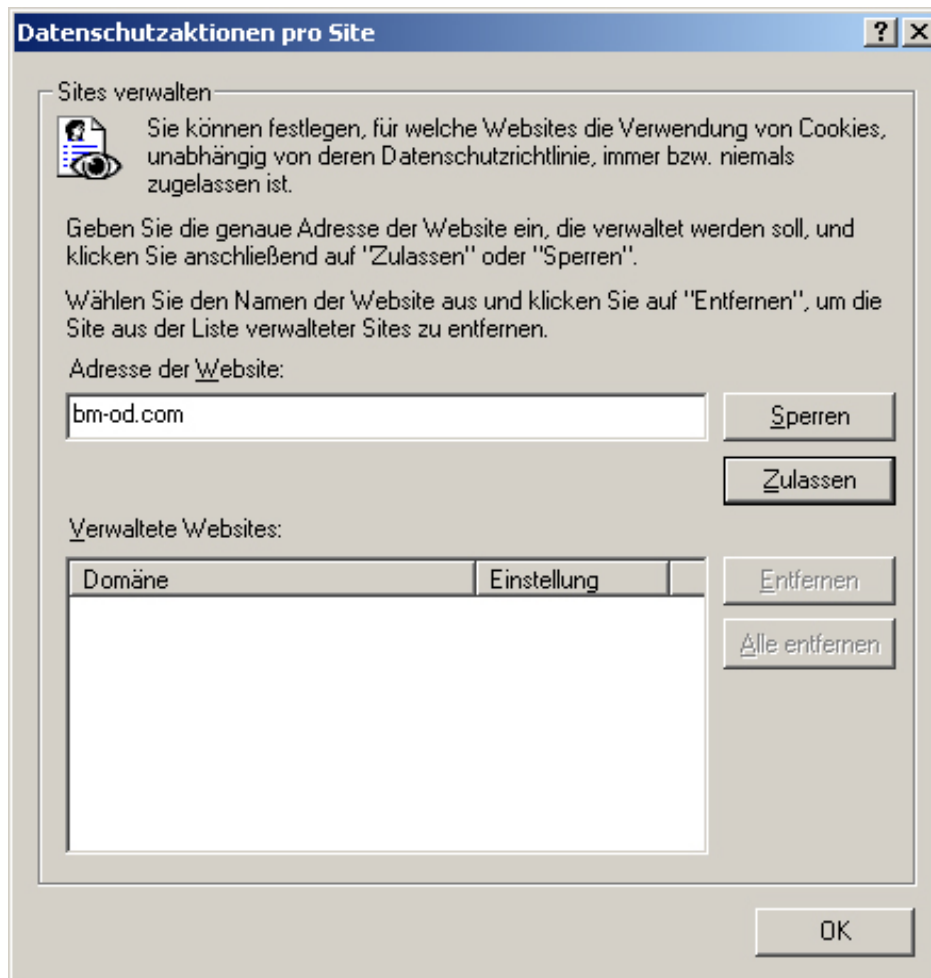 Datenschutzaktionen pro Site
Sites verwalten
Sie können festlegen, für welche Websites die Verwendung von Cookies,
unabhängig von deren Datenschutzrichtlinie, immer bzw. niemals
zugelassen ist.
Geben Sie die genaue Adresse der Website ein, die verwaltet werden soll, und
klicken Sie anschließend auf "Zulassen" oder "Sperren".
Wählen Sie den Namen der Website aus und klicken Sie auf "Entfernen", um die
Site aus der Liste verwalteter Sites zu entfernen.
Adresse der Website:
bm-od.com
Sperren
Zulassen
Verwaltete Websites:
Domäne Einstellung
Entfernen
Alle entfernen
OK